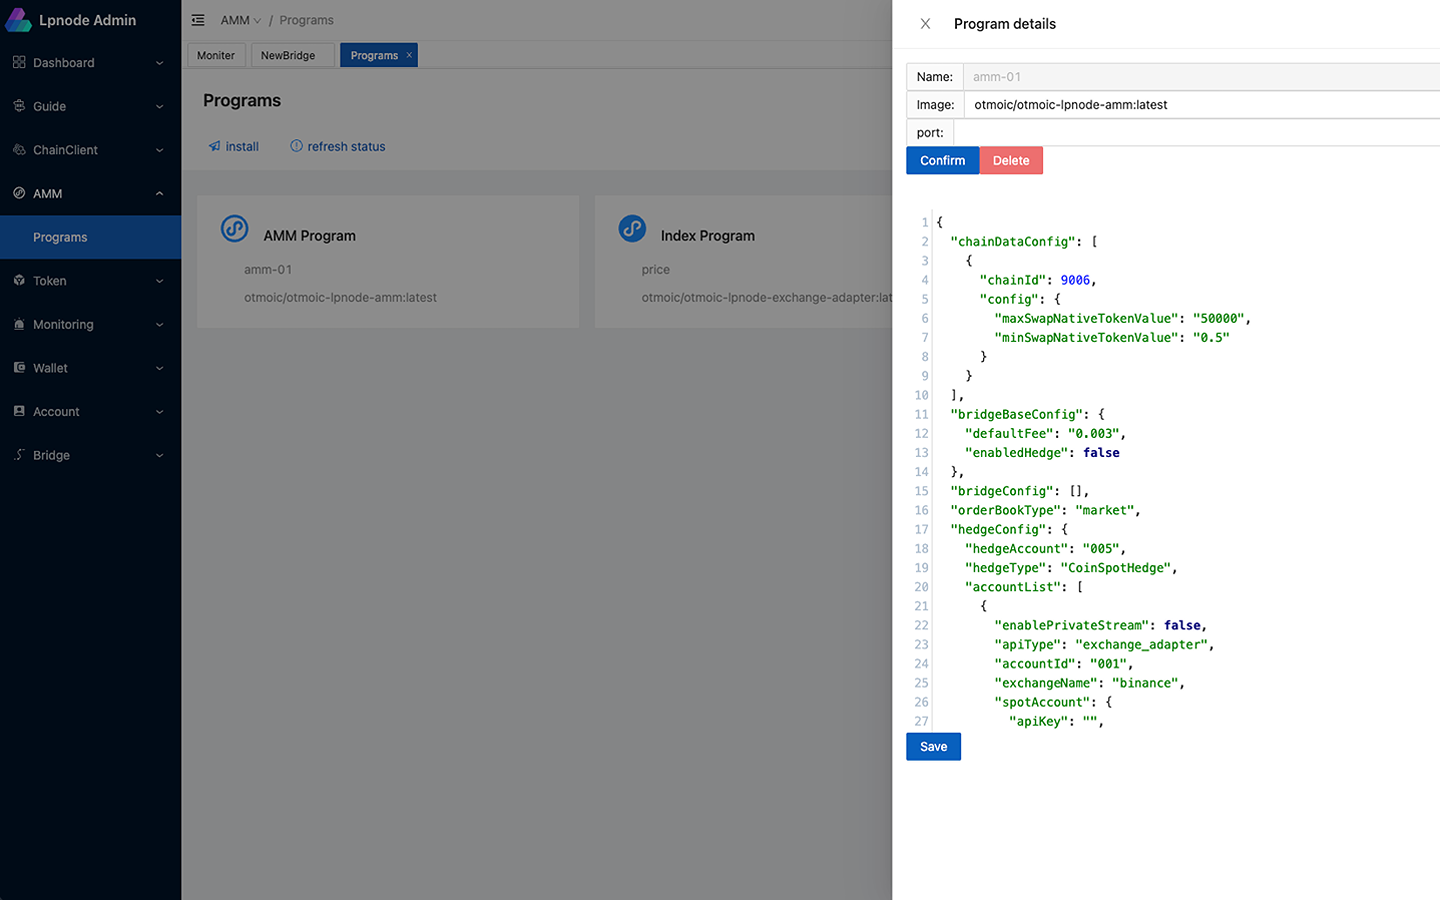 Lpnode Admin
Dashboard
Guide
ChainClient
AMM
Programs
Token
Monitoring
Wallet
Account
Bridge
AMM / Programs
Moniter
NewBridge
Programs ×
Programs
install
refresh status
AMM Program
amm-01
otmoic/otmoic-lpnode-amm:latest
Index Program
price
otmoic/otmoic-lpnode-exchange-adapter:lat
Program details
Name: amm-01
Image: otmoic/otmoic-lpnode-amm:latest
port:
Confirm Delete
1 {
2 "chainDataConfig": [
3 {
4 "chainId": 9006,
5 "config": {
6 "maxSwapNativeTokenValue": "50000",
7 "minSwapNativeTokenValue": "0.5"
8 }
9 }
10 ],
11 "bridgeBaseConfig": {
12 "defaultFee": "0.003",
13 "enabledHedge": false
14 },
15 "bridgeConfig": [],
16 "orderBookType": "market",
17 "hedgeConfig": {
18 "hedgeAccount": "005",
19 "hedgeType": "CoinSpotHedge",
20 "accountList": [
21 {
22 "enablePrivateStream": false,
23 "apiType": "exchange_adapter",
24 "accountId": "001",
25 "exchangeName": "binance",
26 "spotAccount": {
27 "apiKey": "",
Save